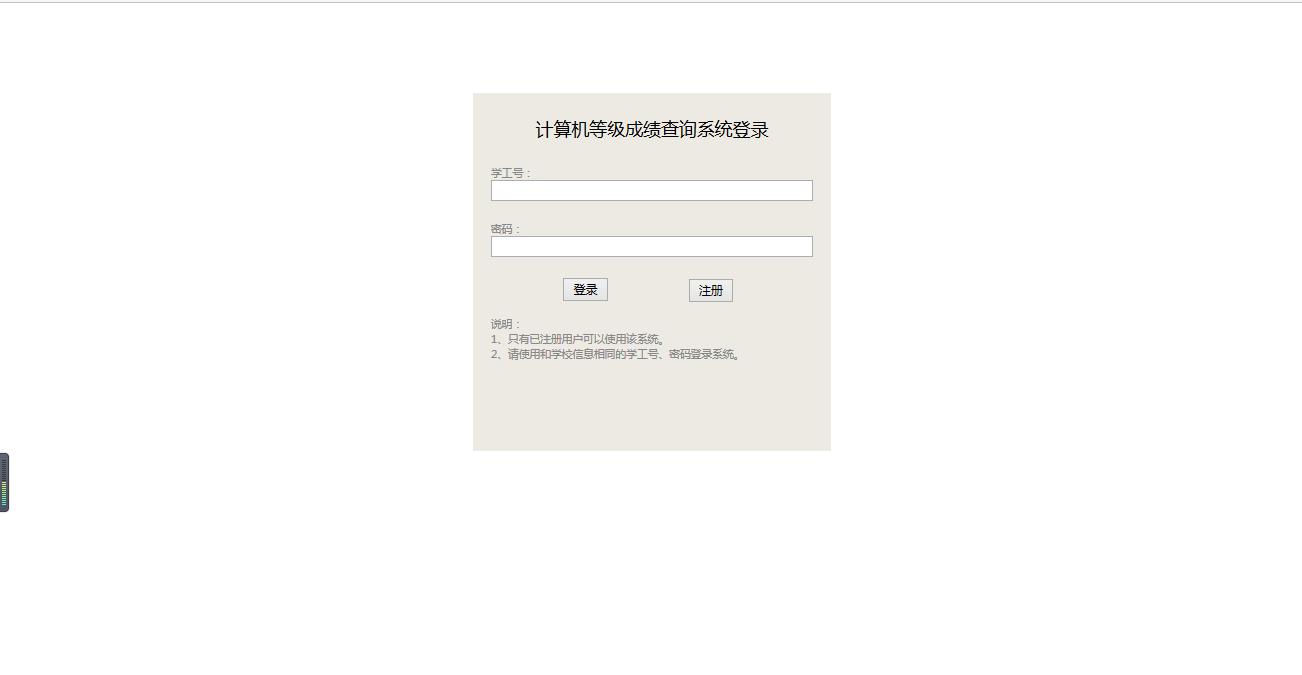 计算机等级成绩查询系统登录
学工号：
密码：
登录 注册
说明：
1、只有已注册用户可以使用该系统。
2、请使用和学校信息相同的学工号、密码登录系统。